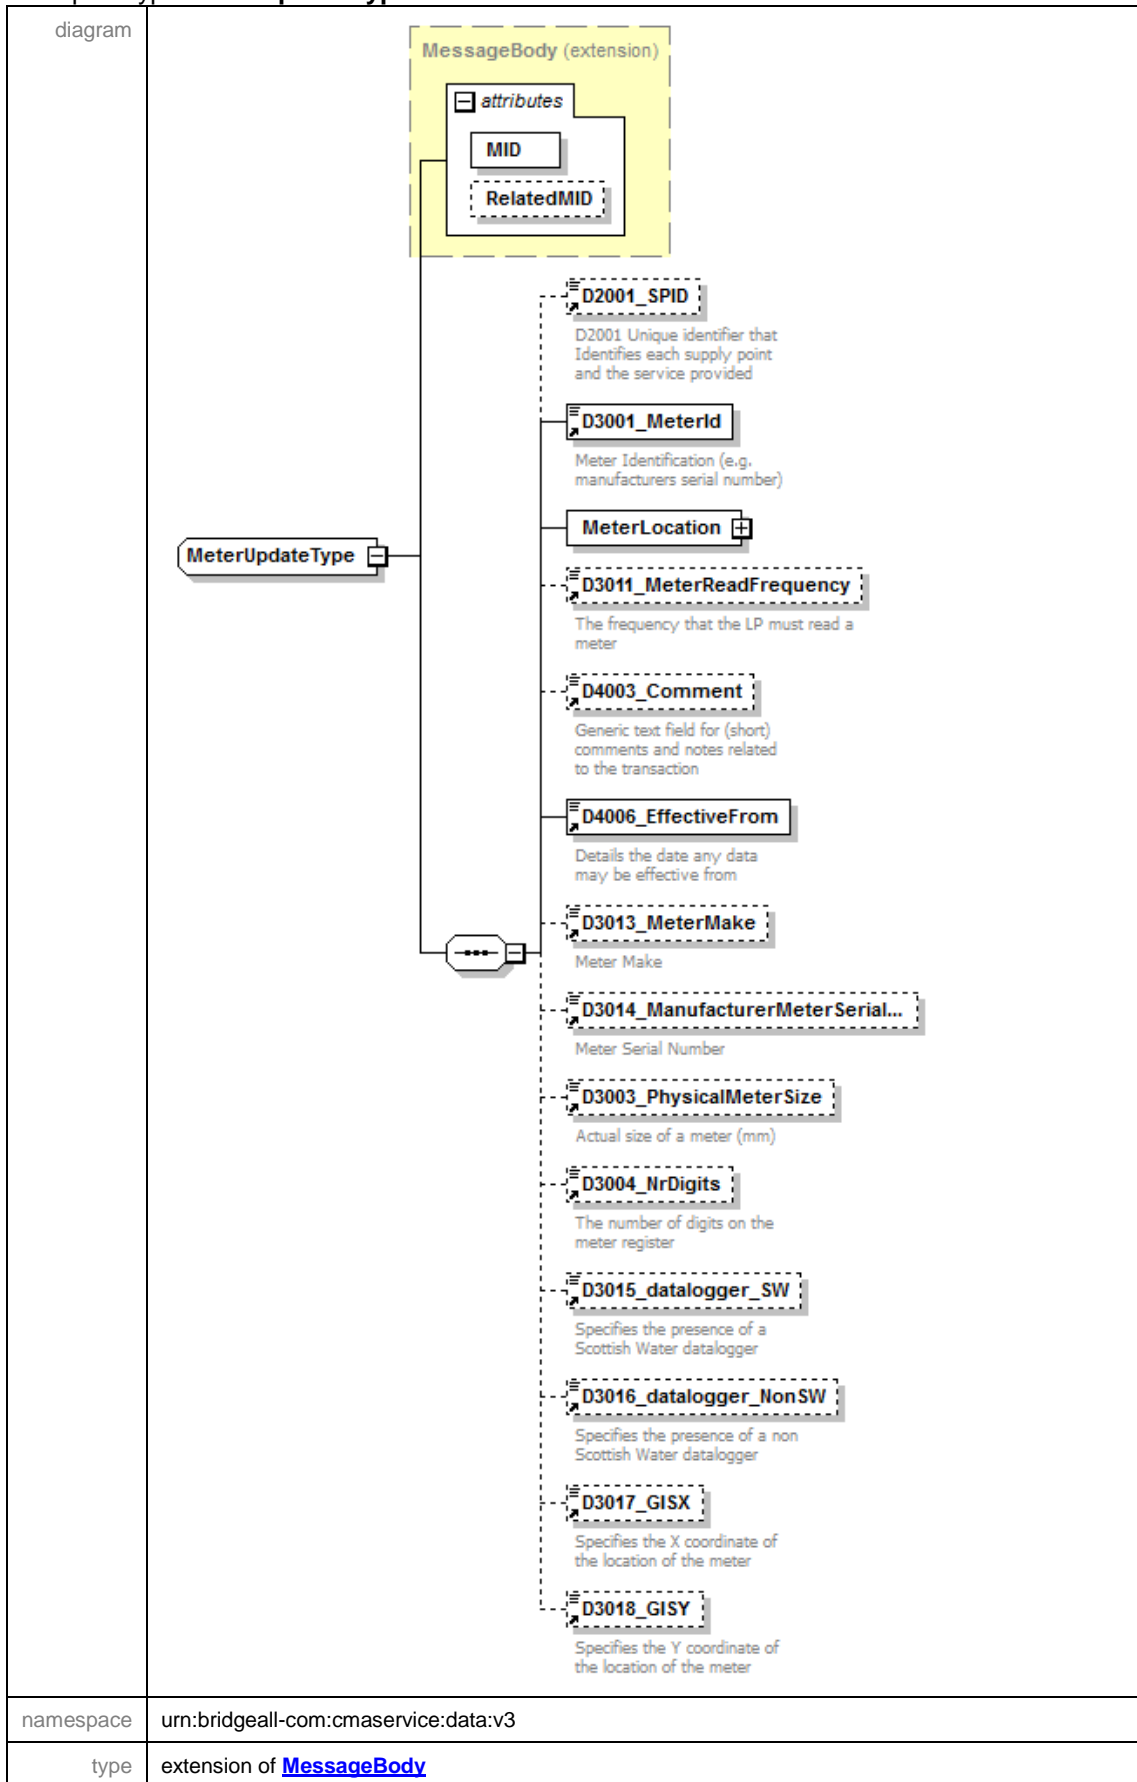 diagram
MessageBody (extension)
attributes
MID
RelatedMID
D2001_SPID
D2001 Unique identifier that
Identifies each supply point
and the service provided
D3001_MeterId
Meter Identification (e.g.
manufacturers serial number)
MeterLocation
MeterUpdateType
D3011_MeterReadFrequency
The frequency that the LP must read a
meter
D4003_Comment
Generic text field for (short)
comments and notes related
to the transaction
D4006_EffectiveFrom
Details the date any data
may be effective from
D3013_MeterMake
Meter Make
D3014_ManufacturerMeterSerial...
Meter Serial Number
D3003_PhysicalMeterSize
Actual size of a meter (mm)
D3004_NrDigits
The number of digits on the
meter register
D3015_datalogger_SW
Specifies the presence of a
Scottish Water datalogger
D3016_datalogger_NonSW
Specifies the presence of a non
Scottish Water datalogger
D3017_GISX
Specifies the X coordinate of
the location of the meter
D3018_GISY
Specifies the Y coordinate of
the location of the meter
namespace urn:bridgeall-com:cmaservice:data:v3
type extension of MessageBody